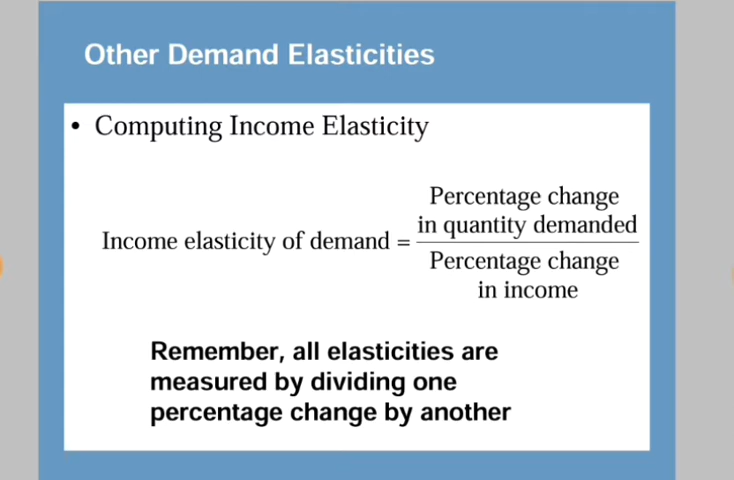 Other Demand Elasticities
• Computing Income Elasticity
Percentage change
in quantity demanded
Income elasticity of demand =
Percentage change
in income
Remember, all elasticities are
measured by dividing one
percentage change by another